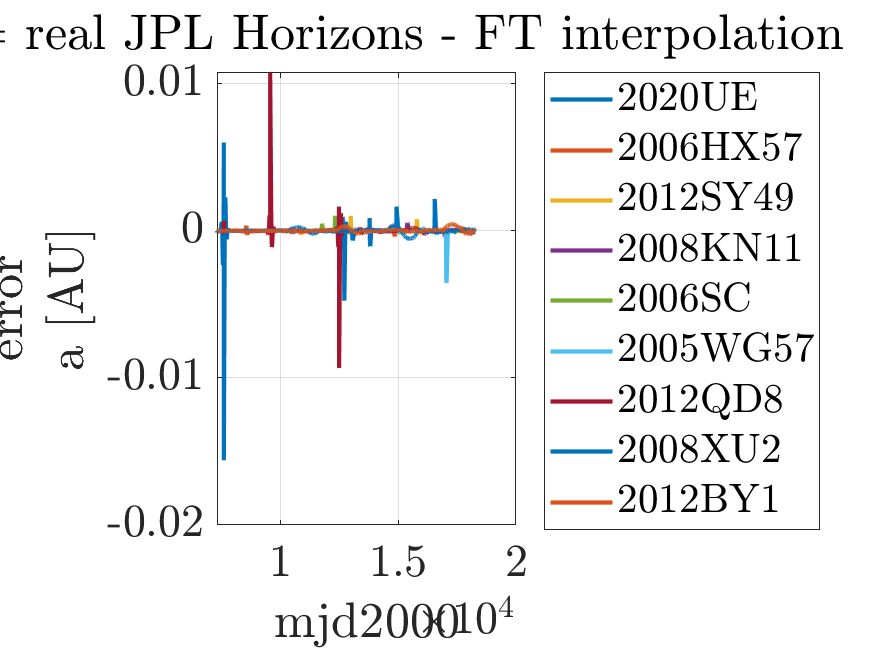 = real JPL Horizons - FT interpolation
0.01
0
-0.01
-0.02
error
a [AU]
1
1.5
2
mjd2000
×10^4
2020UE
2006HX57
2012SY49
2008KN11
2006SC
2005WG57
2012QD8
2008XU2
2012BY1